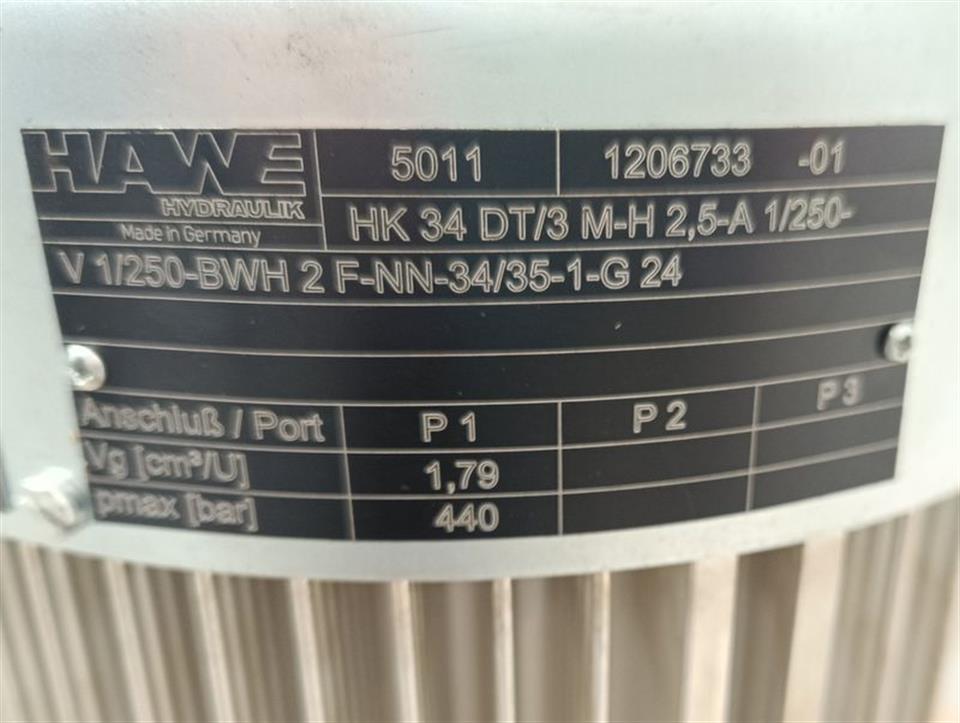 HAWE 5011 1206733 -01
HYDRAULIK
Made in Germany
HK 34 DT/3 M-H 2,5-A 1/250-
V 1/250-BWH 2 F-NN-34/35-1-G 24
Anschluß / Port P 1 P 2 P 3
Vg [cm³/U] 1,79
pmax [bar] 440